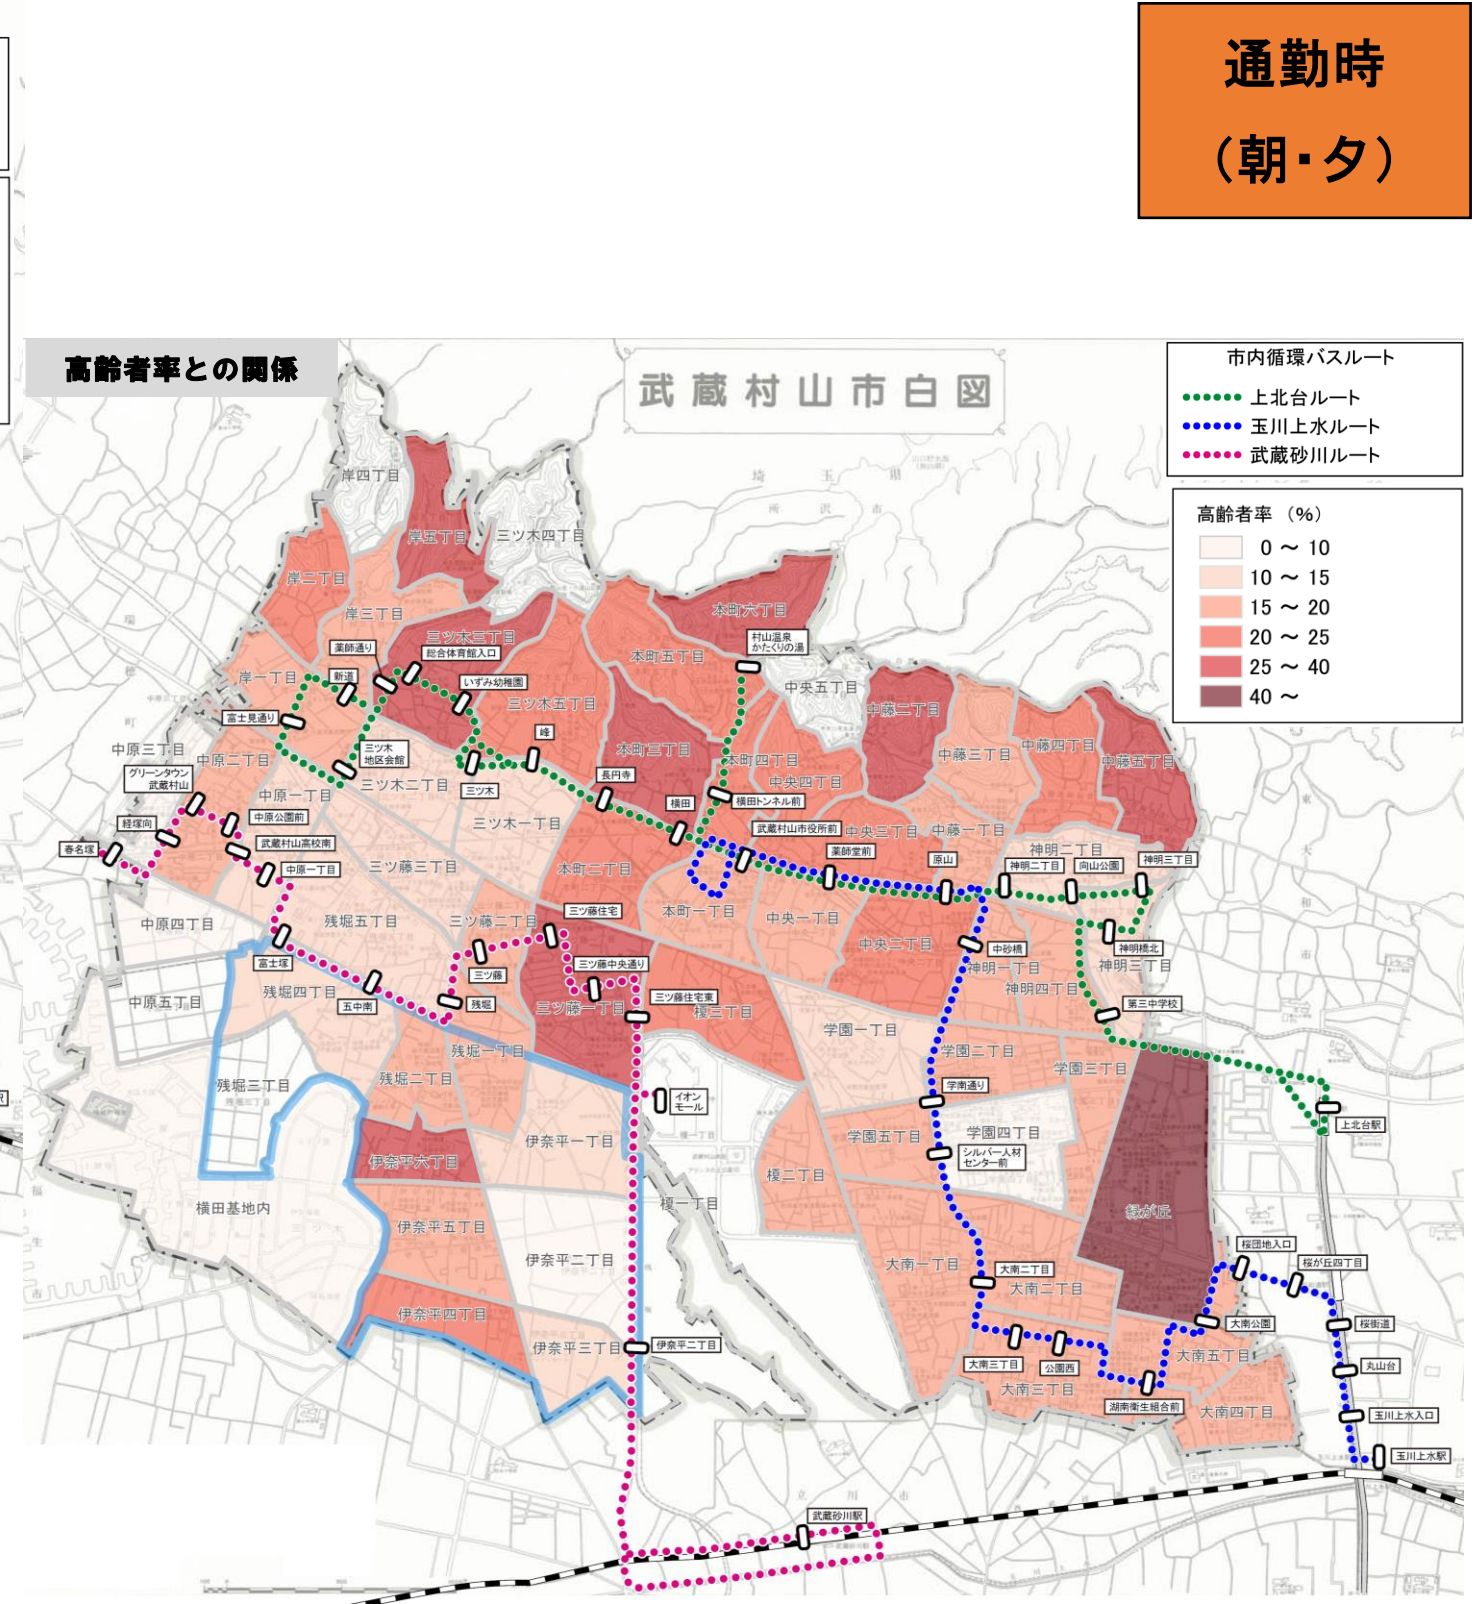 通勤時
（朝・夕）
高齢者率との関係
武蔵村山市白図
市内循環バスルート
上北台ルート
玉川上水ルート
武蔵砂川ルート
高齢者率 （%）
0 ～ 10
10 ～ 15
15 ～ 20
20 ～ 25
25 ～ 40
40 ～
埼 玉 県
所 沢 市
岸四丁目
岸五丁目
三ツ木四丁目
岸二丁目
岸三丁目
本町六丁目
三ツ木三丁目
薬師通り
総合体育館入口
村山温泉
かたくりの湯
本町五丁目
岸一丁目
新道
いずみ幼稚園
中央五丁目
三ツ木五丁目
中藤二丁目
富士見通り
峰
中原三丁目
三ツ木
地区会館
本町三丁目
中藤三丁目
中藤四丁目
中原二丁目
本町四丁目
中藤五丁目
グリーンタウン
武蔵村山
三ツ木二丁目
三ツ木
長円寺
中央四丁目
中原一丁目
横田
横田トンネル前
経塚向
中原公園前
三ツ木一丁目
武蔵村山市役所前
中央三丁目
中藤一丁目
春名塚
武蔵村山高校南
薬師堂前
原山
神明二丁目
中原一丁目
三ツ藤三丁目
本町二丁目
神明二丁目
向山公園
神明三丁目
中原四丁目
残堀五丁目
三ツ藤二丁目
三ツ藤住宅
本町一丁目
中央一丁目
中央二丁目
中砂橋
神明橋北
富士塚
三ツ藤
三ツ藤中央通り
神明一丁目
神明三丁目
中原五丁目
残堀四丁目
五中南
残堀
三ツ藤一丁目
三ツ藤住宅東
榎三丁目
神明四丁目
第三中学校
学園一丁目
残堀一丁目
学園二丁目
残堀三丁目
残堀二丁目
学園三丁目
学南通り
イオン
モール
上北台駅
伊奈平一丁目
学園五丁目
学園四丁目
シルバー人材
センター前
伊奈平六丁目
榎二丁目
横田基地内
榎一丁目
緑が丘
伊奈平五丁目
伊奈平二丁目
大南一丁目
大南二丁目
大南二丁目
桜団地入口
桜が丘四丁目
伊奈平四丁目
大南公園
桜街道
伊奈平三丁目
伊奈平二丁目
大南三丁目
公園西
大南五丁目
丸山台
大南三丁目
湖南衛生組合前
大南四丁目
玉川上水入口
玉川上水駅
立 川 市
武蔵砂川駅